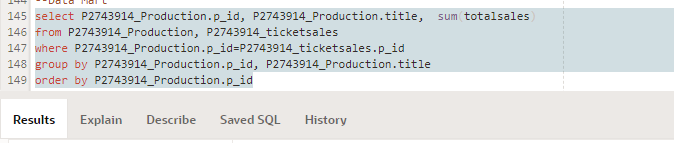 144 --Data Mart
145 select P2743914_Production.p_id, P2743914_Production.title,  sum(totalsales)
146 from P2743914_Production, P2743914_ticketsales
147 where P2743914_Production.p_id=P2743914_ticketsales.p_id
148 group by P2743914_Production.p_id, P2743914_Production.title
149 order by P2743914_Production.p_id
Results Explain Describe Saved SQL History